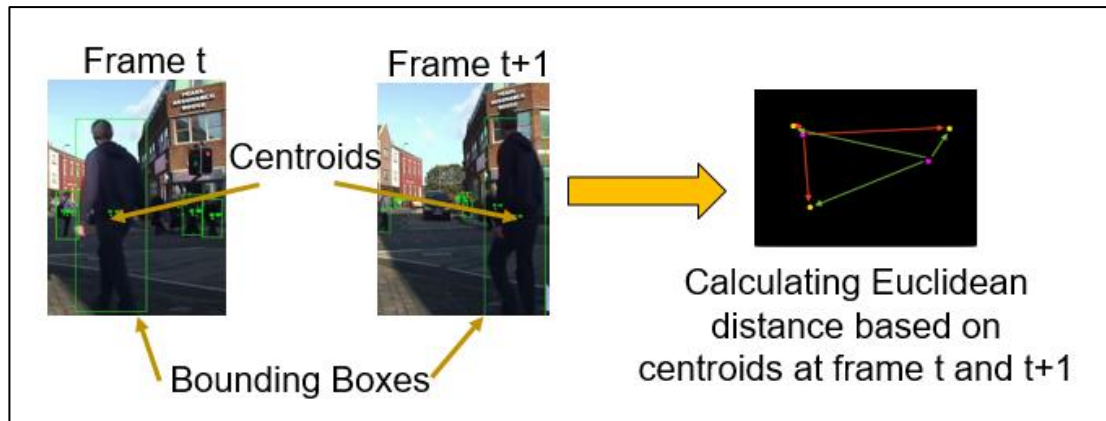 Frame t
Frame t+1
Centroids
Bounding Boxes
Calculating Euclidean
distance based on
centroids at frame t and t+1